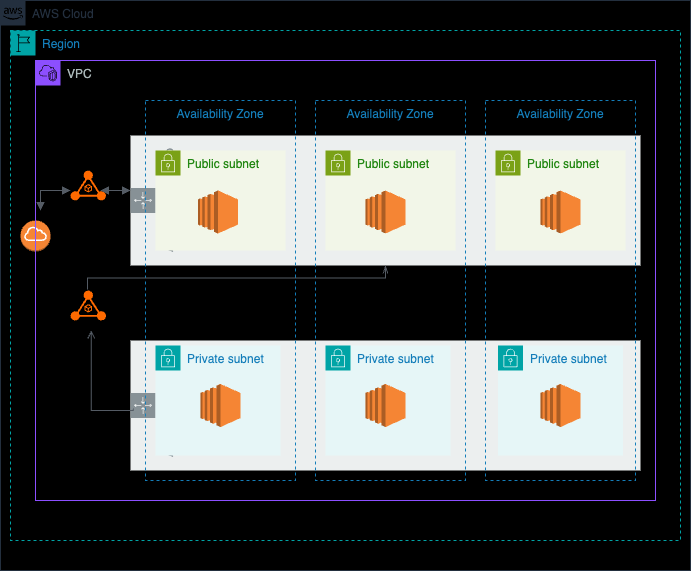 aws
AWS Cloud
Region
VPC
Availability Zone
Availability Zone
Availability Zone
Public subnet
Public subnet
Public subnet
Private subnet
Private subnet
Private subnet